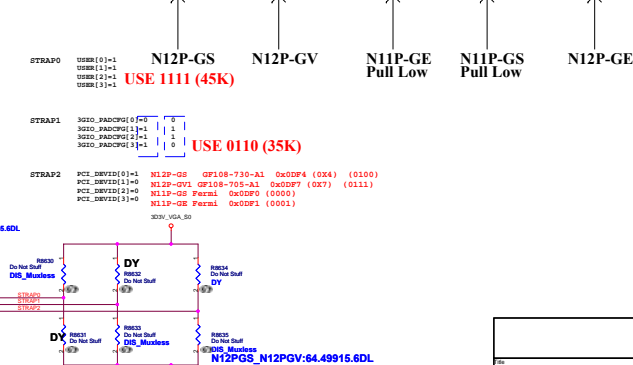 N12P-GS N12P-GV N11P-GE N11P-GS N12P-GE
Pull Low Pull Low
STRAP0
USER[0]=1
USER[1]=1
USER[2]=1
USER[3]=1
USE 1111 (45K)
STRAP1
3GIO_PADCFG[0]=0 0
3GIO_PADCFG[1]=1 1
3GIO_PADCFG[2]=1 1
3GIO_PADCFG[3]=1 0
USE 0110 (35K)
STRAP2
PCI_DEVID[0]=1
PCI_DEVID[1]=0
PCI_DEVID[2]=0
PCI_DEVID[3]=0
N12P-GS GF108-730-A1 0x0DF4 (0X4) (0100)
N12P-GV1 GF108-705-A1 0x0DF7 (0X7) (0111)
N11P-GS Fermi 0x0DF0 (0000)
N11P-GE Fermi 0x0DF1 (0001)
3D3V_VGA_S0
5.6DL
R8630
Do Not Stuff
DIS_Muxless
DY
R8632
Do Not Stuff
R8634
Do Not Stuff
DY
STRAP0
STRAP1
STRAP2
DY
R8631
Do Not Stuff
R8633
Do Not Stuff
DIS_Muxless
R8635
Do Not Stuff
DIS_Muxless
N12PGS_N12PGV:64.49915.6DL
Title